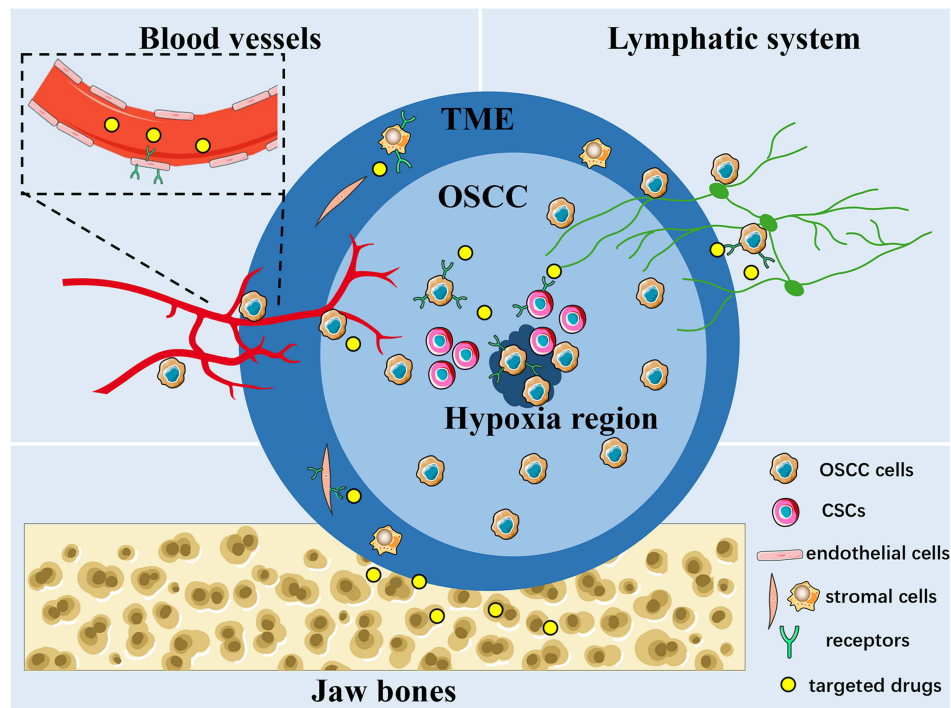 Blood vessels
Lymphatic system
TME
OSCC
Hypoxia region
OSCC cells
CSCs
endothelial cells
stromal cells
receptors
targeted drugs
Jaw bones